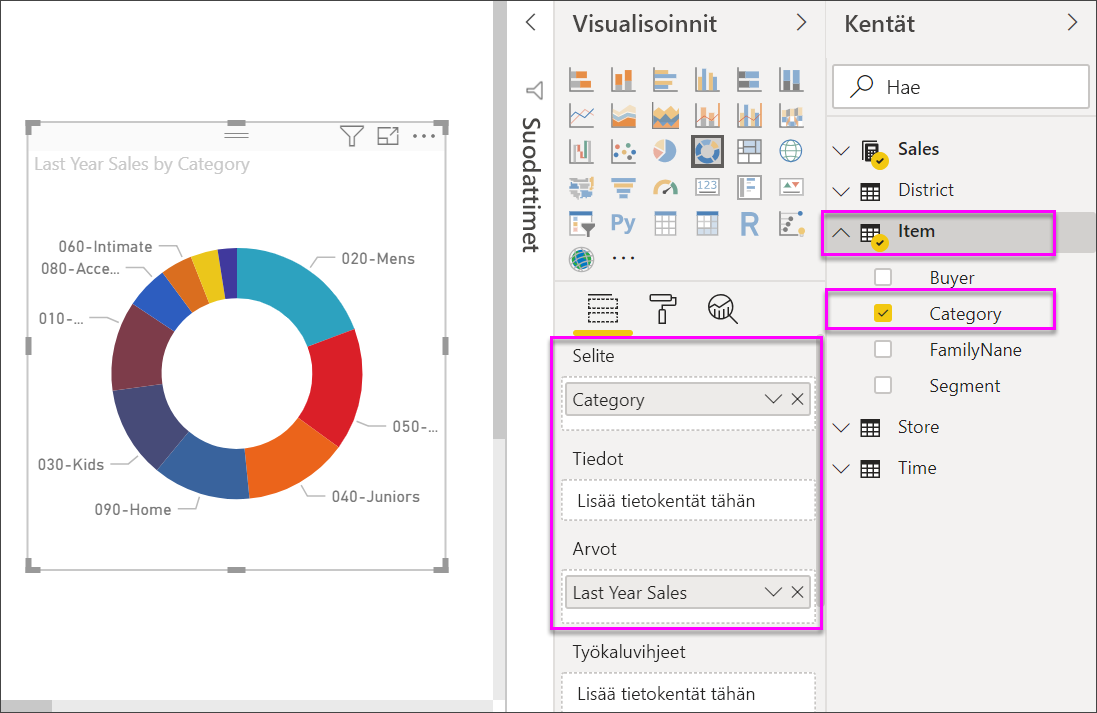 Last Year Sales by Category
060-Intimate
080-Acce...
010-...
030-Kids
090-Home
020-Mens
050-...
040-Juniors
Suodattimet
Visualisoinnit
123
Py
R
Selite
Category
Tiedot
Lisää tietokentät tähän
Arvot
Last Year Sales
Työkaluvihjeet
Lisää tietokentät tähän
Kentät
Hae
Sales
District
Item
Buyer
Category
FamilyNane
Segment
Store
Time